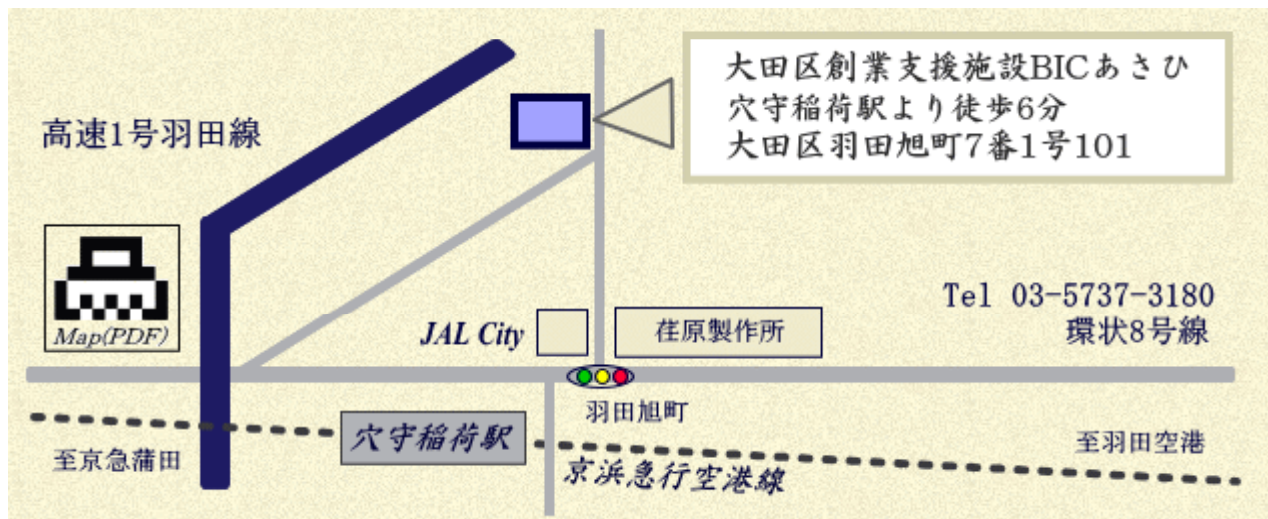 大田区創業支援施設BICあさひ
穴守稲荷駅より徒歩6分
大田区羽田旭町7番1号101
高速1号羽田線
Map(PDF)
Tel 03-5737-3180
環状8号線
JAL City
荏原製作所
羽田旭町
穴守稲荷駅
至京急蒲田
京浜急行空港線
至羽田空港